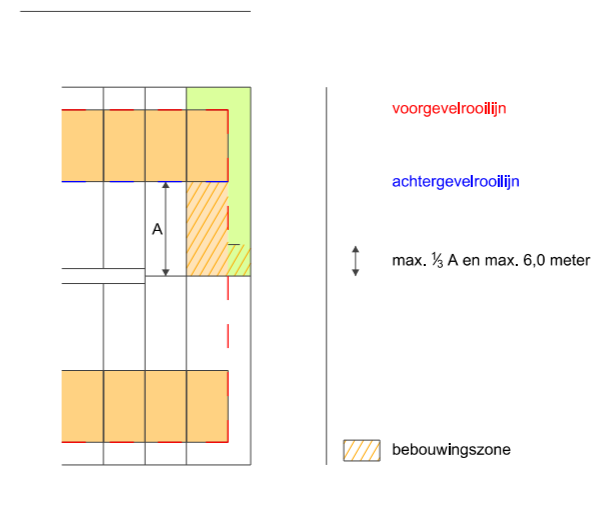 voorgevelrooilijn
achtergevelrooilijn
A
max. ⅓ A en max. 6,0 meter
bebouwingszone